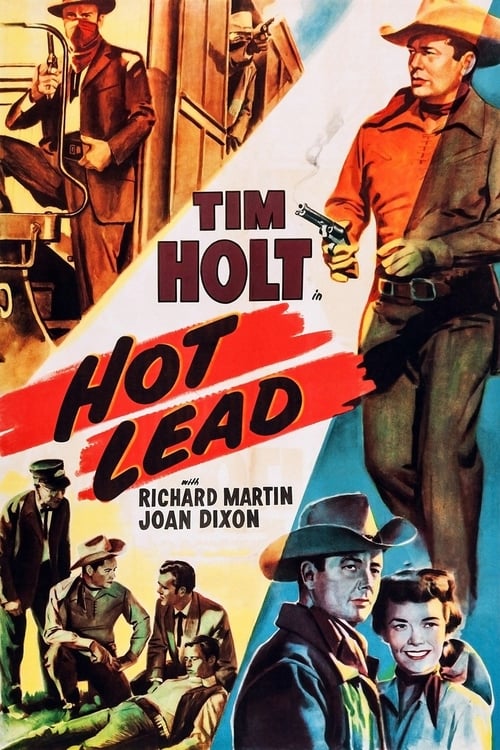 TIM
HOLT
in
HOT
LEAD
with
RICHARD MARTIN
JOAN DIXON